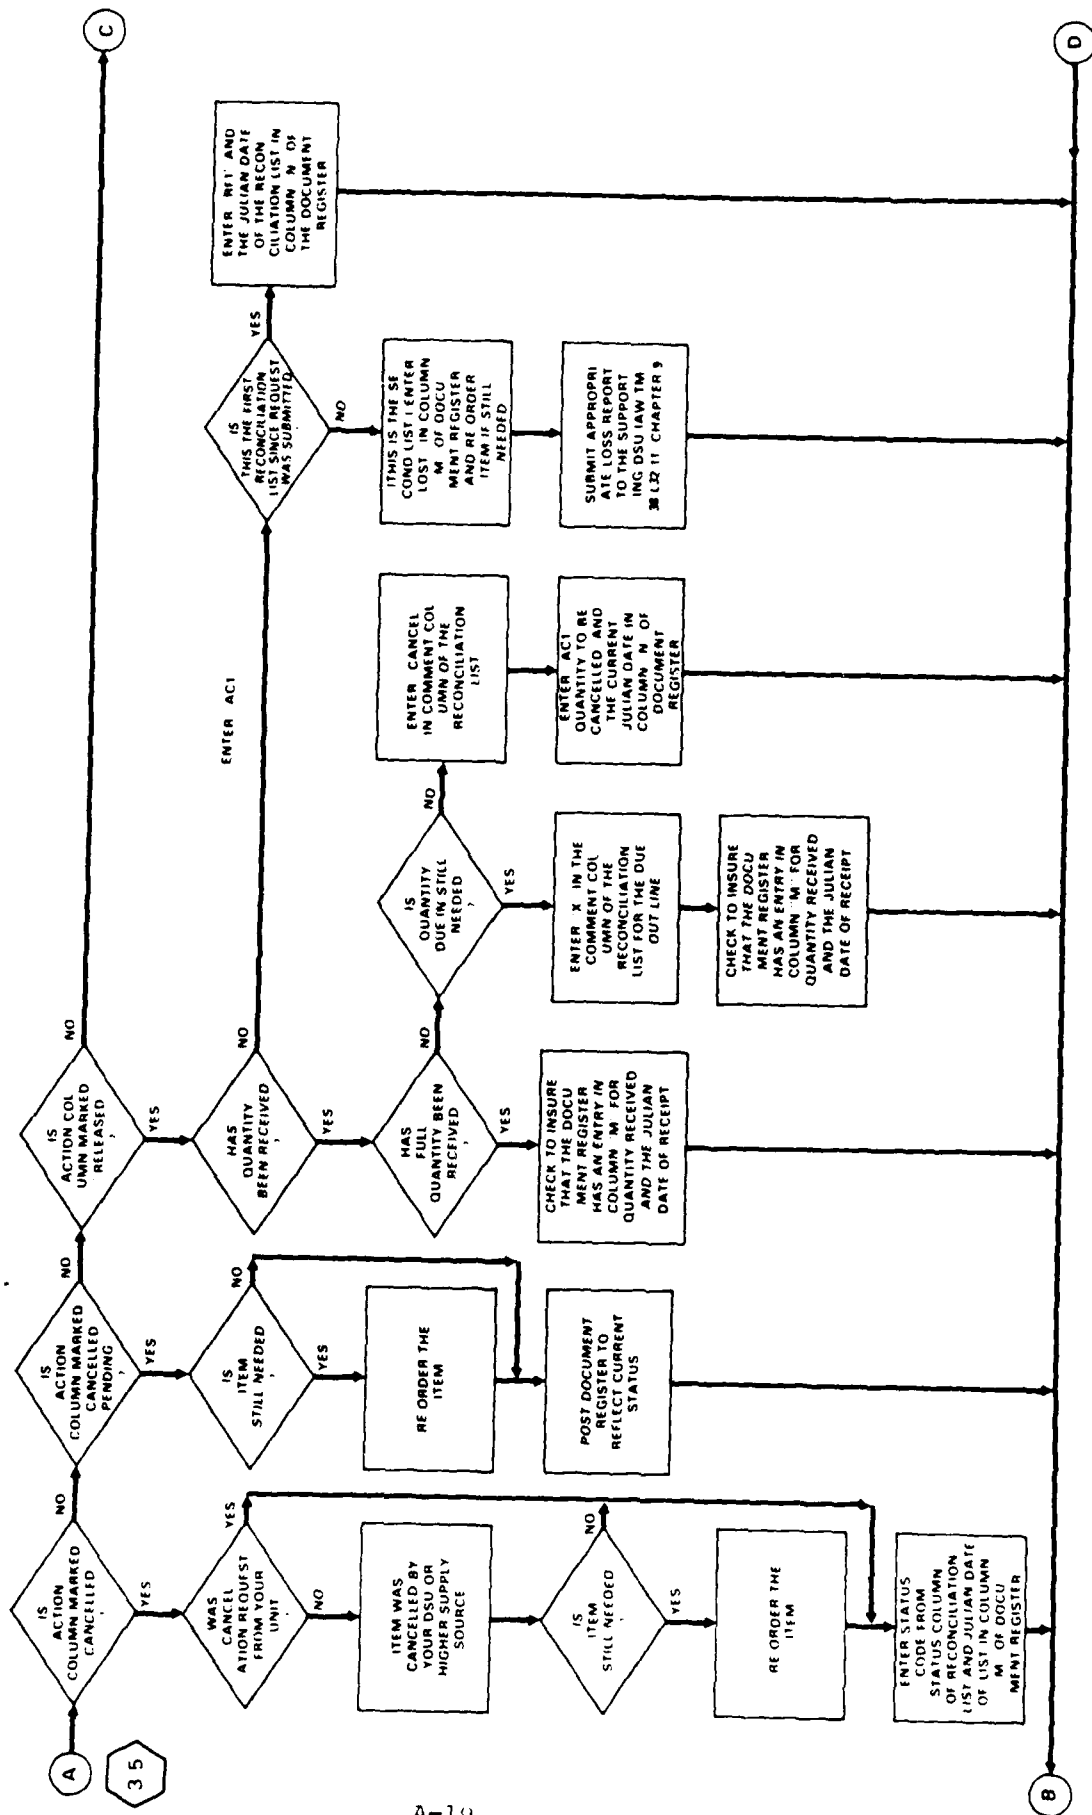 A
3 5
IS
ACTION
COLUMN MARKED
CANCELLED
,
NO
YES
WAS
CANCEL
ATION REQUEST
FROM YOUR
UNIT
,
YES
NO
ITEM WAS
CANCELLED BY
YOUR DSU OR
HIGHER SUPPLY
SOURCE
IS
ITEM
STILL NEEDED
,
NO
YES
RE ORDER THE
ITEM
ENTER STATUS
CODE FROM
STATUS COLUMN
OF RECONCILIATION
LIST AND JULIAN DATE
OF LIST IN COLUMN
M OF DOCU
MENT REGISTER
B
IS
ACTION
COLUMN MARKED
CANCELLED
PENDING
,
NO
YES
IS
ITEM
STILL NEEDED
,
NO
YES
RE ORDER THE
ITEM
POST DOCUMENT
REGISTER TO
REFLECT CURRENT
STATUS
IS
ACTION COL
UMN MARKED
RELEASED
,
NO
YES
C
HAS
QUANTITY
BEEN RECEIVED
,
NO
YES
ENTER AC1
HAS
FULL
QUANTITY BEEN
RECEIVED
,
NO
YES
CHECK TO INSURE
THAT THE DOCU
MENT REGISTER
HAS AN ENTRY IN
COLUMN 'M' FOR
QUANTITY RECEIVED
AND THE JULIAN
DATE OF RECEIPT
IS
QUANTITY
DUE IN STILL
NEEDED
,
NO
YES
ENTER 'X' IN THE
COMMENT COL
UMN OF THE
RECONCILIATION
LIST FOR THE DUE
OUT LINE
CHECK TO INSURE
THAT THE DOCU
MENT REGISTER
HAS AN ENTRY IN
COLUMN 'M' FOR
QUANTITY RECEIVED
AND THE JULIAN
DATE OF RECEIPT
ENTER CANCEL
IN COMMENT COL
UMN OF THE
RECONCILIATION
LIST
ENTER AC1
QUANTITY TO BE
CANCELLED AND
THE CURRENT
JULIAN DATE IN
COLUMN N OF
DOCUMENT
REGISTER
IS
THIS THE FIRST
RECONCILIATION
LIST SINCE REQUEST
WAS SUBMITTED
YES
NO
ENTER AND
THE JULIAN DATE
OF THE RECON
CILIATION LIST IN
COLUMN N OF
THE DOCUMENT
REGISTER
(THIS IS THE SE
COND LIST ) ENTER
LOST IN COLUMN
M OF DOCU
MENT REGISTER
AND RE ORDER
ITEM IF STILL
NEEDED
SUBMIT APPROPRI
ATE LOSS REPORT
TO THE SUPPORT
ING DSU IAW TM
38 L32 11 CHAPTER 9
D
A-19